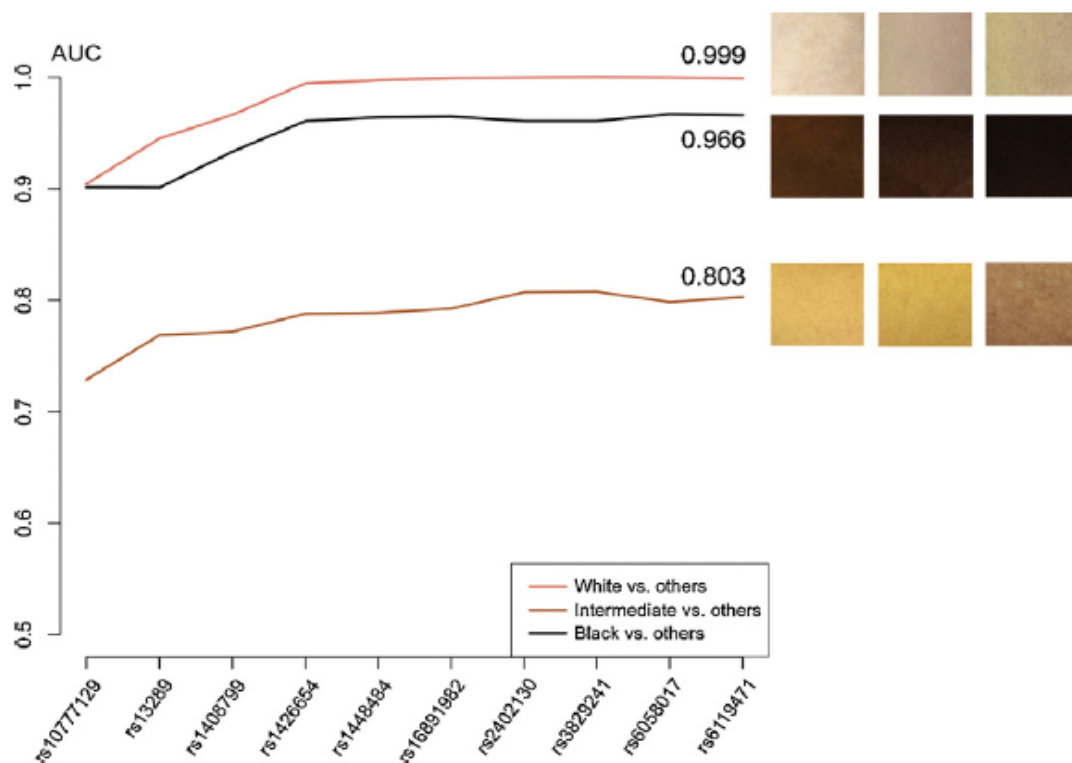 AUC
1.0
0.9
0.8
0.7
0.6
0.5
0.999
0.966
0.803
White vs. others
Intermediate vs. others
Black vs. others
rs10777129
rs13289
rs1408799
rs1426654
rs1448484
rs16891982
rs2402130
rs3829241
rs6058017
rs6119471